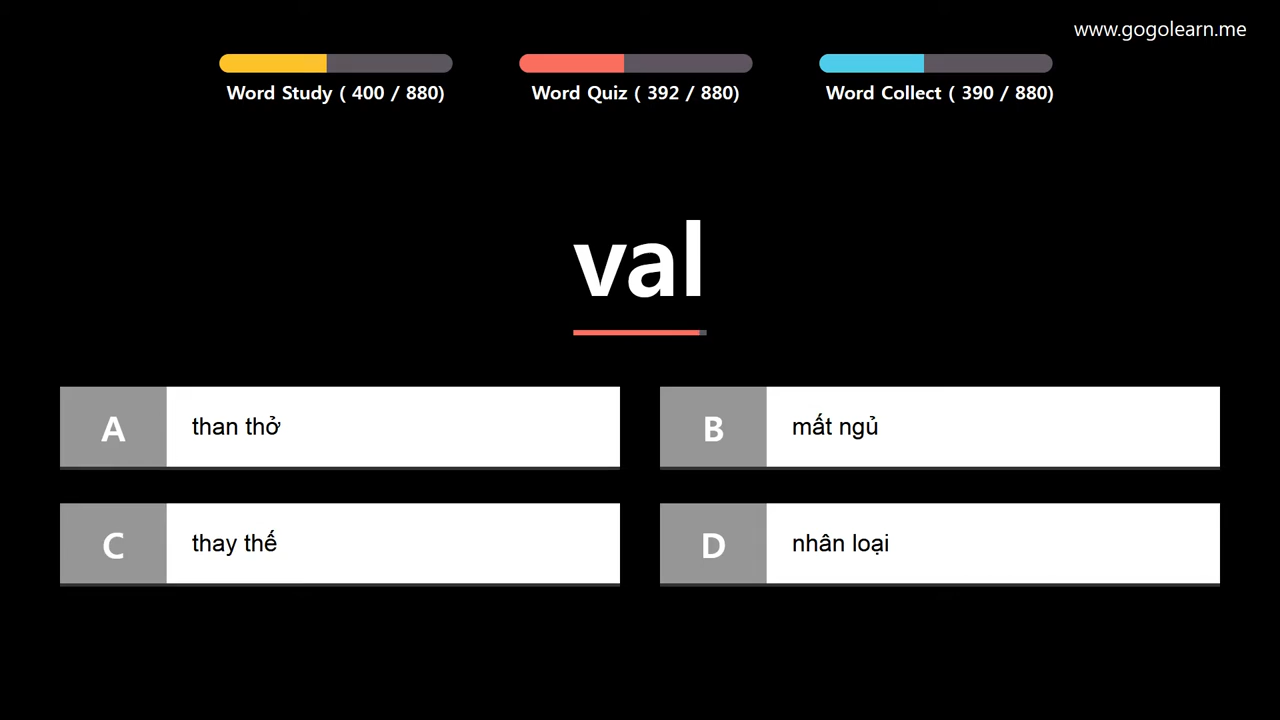 www.gogolearn.me
Word Study ( 400 / 880)
Word Quiz ( 392 / 880)
Word Collect ( 390 / 880)
val
A than thở
B mất ngủ
C thay thế
D nhân loại